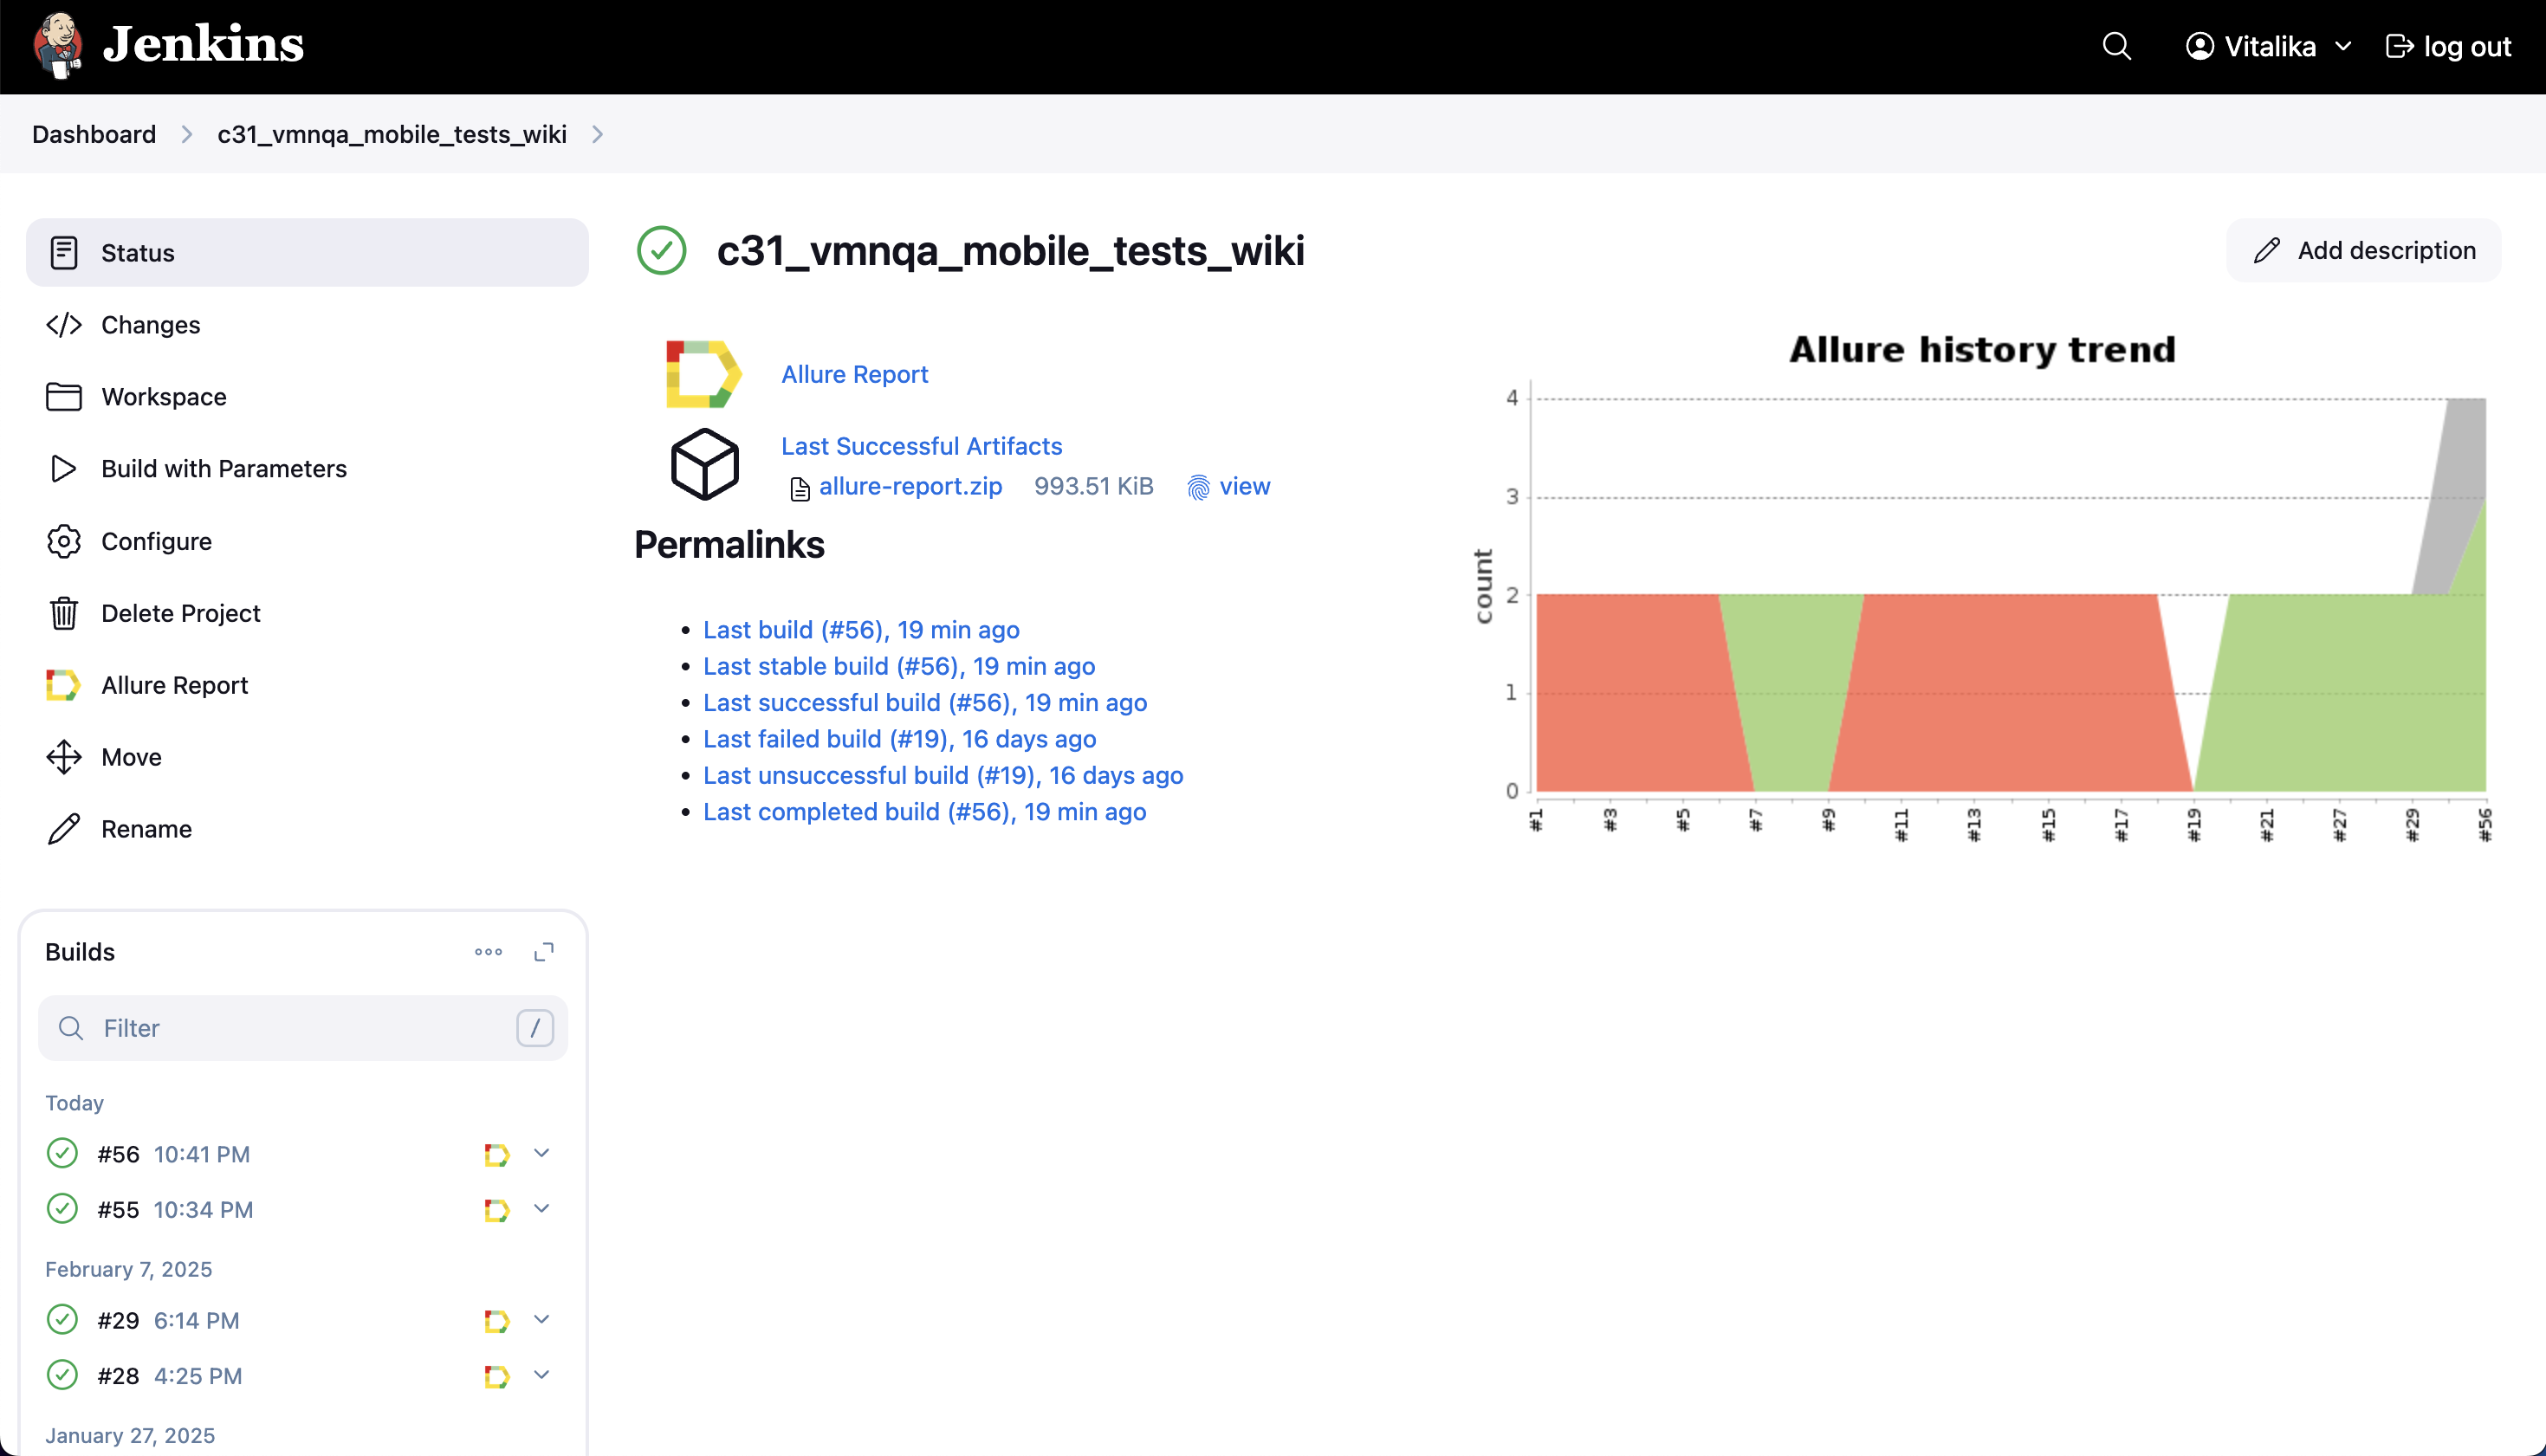 Jenkins
Vitalika
log out
Dashboard
c31_vmnqa_mobile_tests_wiki
Status
Changes
Workspace
Build with Parameters
Configure
Delete Project
Allure Report
Move
Rename
Builds
Filter
/
Today
#56 10:41 PM
#55 10:34 PM
February 7, 2025
#29 6:14 PM
#28 4:25 PM
January 27, 2025
c31_vmnqa_mobile_tests_wiki
Add description
Allure Report
Last Successful Artifacts
allure-report.zip 993.51 KiB view
Permalinks
Last build (#56), 19 min ago
Last stable build (#56), 19 min ago
Last successful build (#56), 19 min ago
Last failed build (#19), 16 days ago
Last unsuccessful build (#19), 16 days ago
Last completed build (#56), 19 min ago
Allure history trend
count
4
3
2
1
0
#1 #3 #5 #7 #9 #11 #13 #15 #17 #19 #21 #27 #29 #56